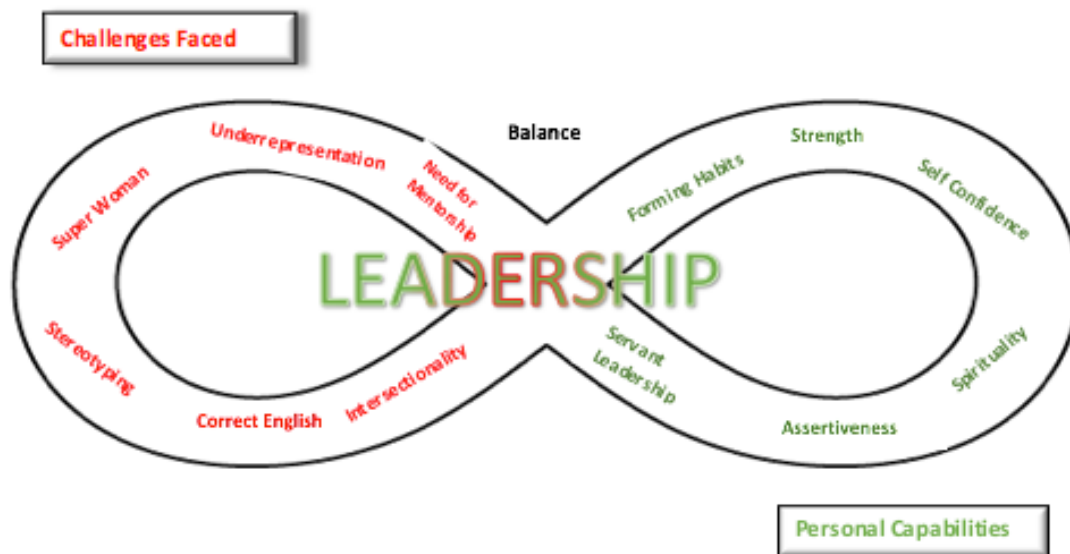 Challenges Faced
Balance
Underrepresentation
Need for
Mentorship
Super Woman
Stereotyping
Correct English
Intersectionality
LEADERSHIP
Forming Habits
Strength
Self Confidence
Spirituality
Assertiveness
Servant
Leadership
Personal Capabilities